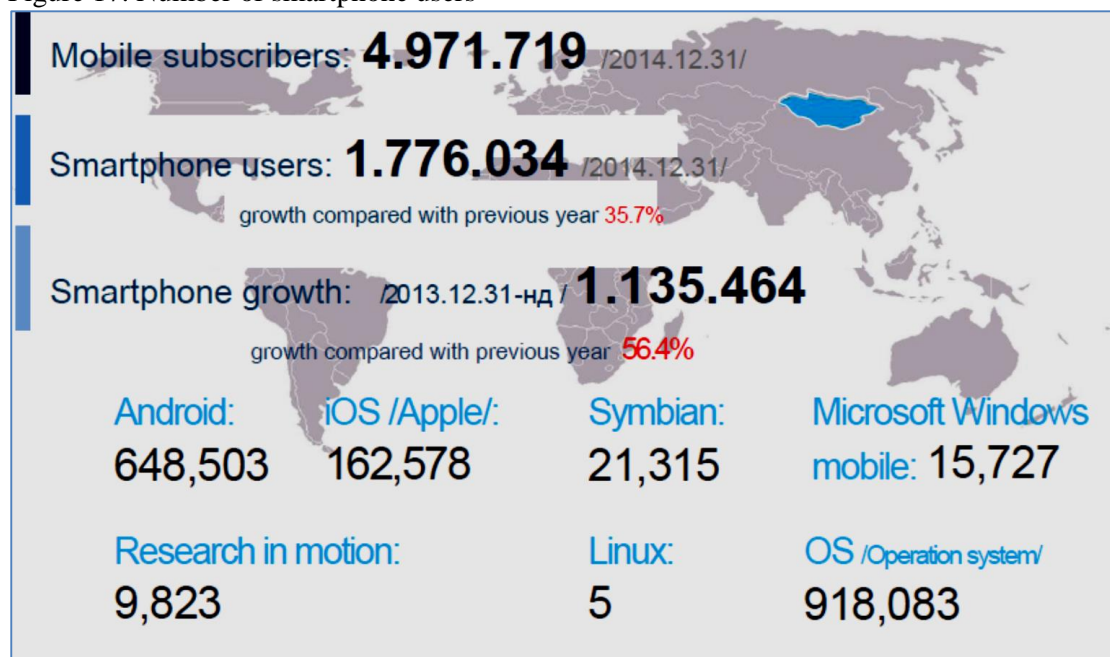 Mobile subscribers: 4.971.719 /2014.12.31/
Smartphone users: 1.776.034 /2014.12.31/
growth compared with previous year 35.7%
Smartphone growth: /2013.12.31-нд / 1.135.464
growth compared with previous year 56.4%
Android: iOS /Apple/: Symbian: Microsoft Windows
648,503 162,578 21,315 mobile: 15,727
Research in motion: Linux: OS /Operation system/
9,823 5 918,083